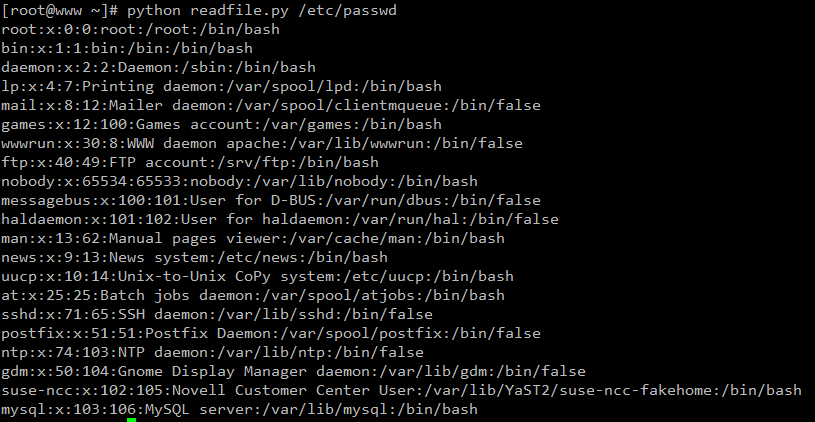 [root@www ~]# python readfile.py /etc/passwd
root:x:0:0:root:/root:/bin/bash
bin:x:1:1:bin:/bin:/bin/bash
daemon:x:2:2:Daemon:/sbin:/bin/bash
lp:x:4:7:Printing daemon:/var/spool/lpd:/bin/bash
mail:x:8:12:Mailer daemon:/var/spool/clientmqueue:/bin/false
games:x:12:100:Games account:/var/games:/bin/bash
wwwrun:x:30:8:WWW daemon apache:/var/lib/wwwrun:/bin/false
ftp:x:40:49:FTP account:/srv/ftp:/bin/bash
nobody:x:65534:65533:nobody:/var/lib/nobody:/bin/bash
messagebus:x:100:101:User for D-BUS:/var/run/dbus:/bin/false
haldaemon:x:101:102:User for haldaemon:/var/run/hal:/bin/false
man:x:13:62:Manual pages viewer:/var/cache/man:/bin/bash
news:x:9:13:News system:/etc/news:/bin/bash
uucp:x:10:14:Unix-to-Unix CoPy system:/etc/uucp:/bin/bash
at:x:25:25:Batch jobs daemon:/var/spool/atjobs:/bin/bash
sshd:x:71:65:SSH daemon:/var/lib/sshd:/bin/false
postfix:x:51:51:Postfix Daemon:/var/spool/postfix:/bin/false
ntp:x:74:103:NTP daemon:/var/lib/ntp:/bin/false
gdm:x:50:104:Gnome Display Manager daemon:/var/lib/gdm:/bin/false
suse-ncc:x:102:105:Novell Customer Center User:/var/lib/YaST2/suse-ncc-fakehome:/bin/bash
mysql:x:103:106:MySQL server:/var/lib/mysql:/bin/bash